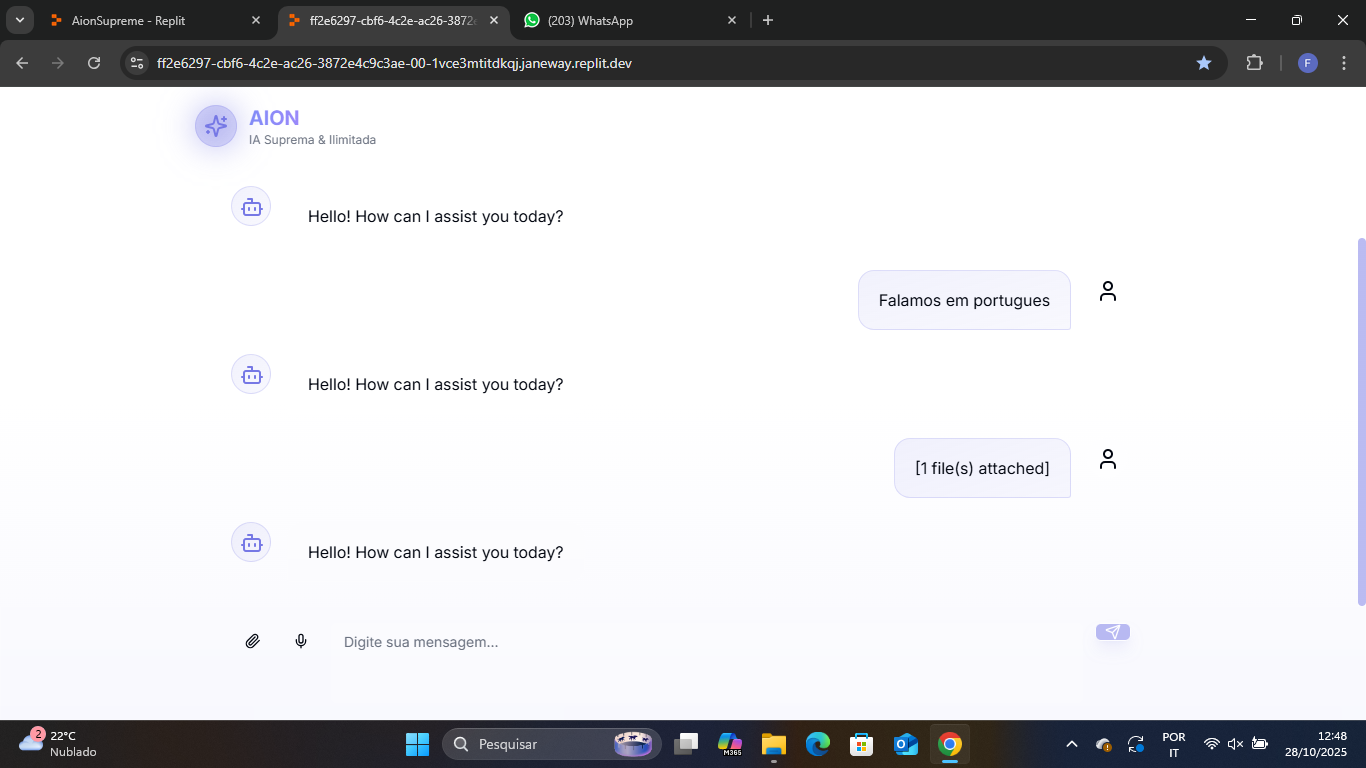 AionSupreme - Replit
ff2e6297-cbf6-4c2e-ac26-3872e
(203) WhatsApp
ff2e6297-cbf6-4c2e-ac26-3872e4c9c3ae-00-1vce3mtitdkqj.janeway.replit.dev
F
AION
IA Suprema & Ilimitada
Hello! How can I assist you today?
Falamos em portugues
Hello! How can I assist you today?
[1 file(s) attached]
Hello! How can I assist you today?
Digite sua mensagem...
2
22°C
Nublado
Pesquisar
M365
POR
IT
12:48
28/10/2025